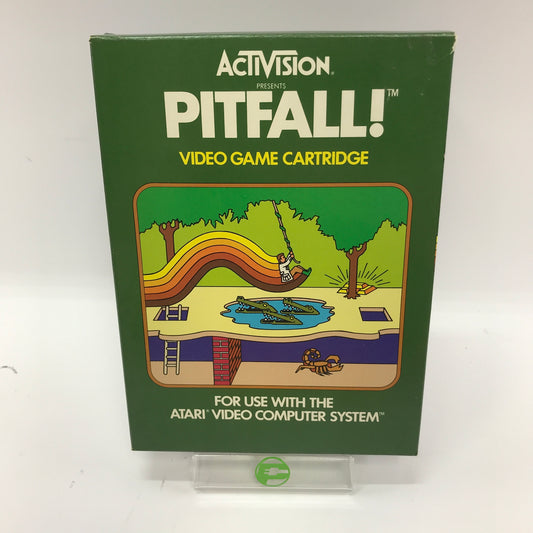 ACTIVISION®
PRESENTS
PITFALL!™
VIDEO GAME CARTRIDGE
FOR USE WITH THE
ATARI® VIDEO COMPUTER SYSTEM™